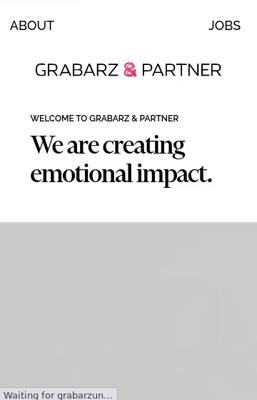 ABOUT JOBS
GRABARZ & PARTNER
WELCOME TO GRABARZ & PARTNER
We are creating
emotional impact.
Waiting for grabarzun...